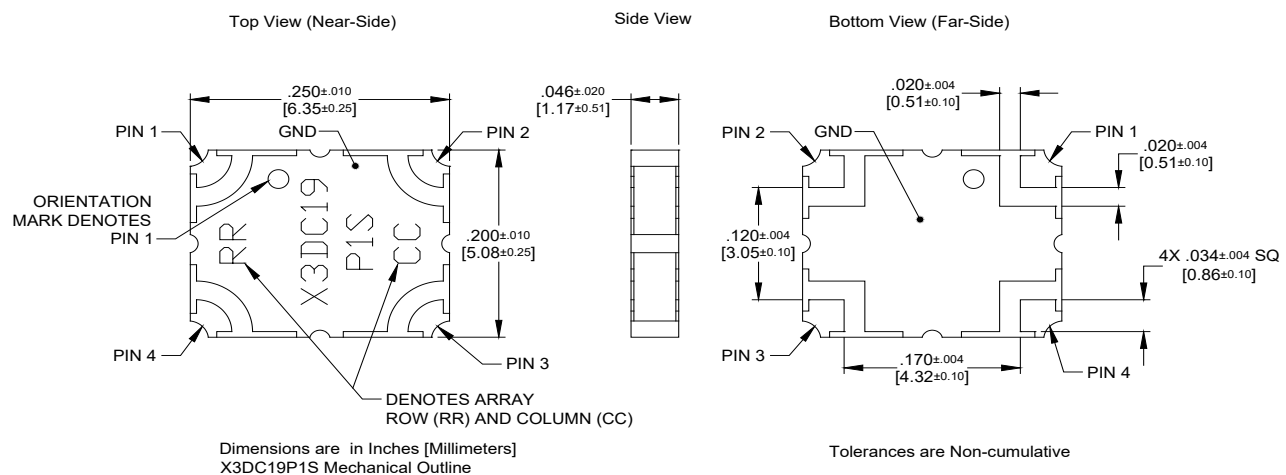 Top View (Near-Side)
Side View
Bottom View (Far-Side)
.250±.010
[6.35±0.25]
.046±.020
[1.17±0.51]
.020±.004
[0.51±0.10]
PIN 1
GND
PIN 2
PIN 2
GND
PIN 1
.020±.004
[0.51±0.10]
ORIENTATION
MARK DENOTES
PIN 1
RR
X3DC19
P1S
CC
.200±.010
[5.08±0.25]
.120±.004
[3.05±0.10]
4X .034±.004 SQ
[0.86±0.10]
PIN 4
PIN 3
PIN 3
.170±.004
[4.32±0.10]
PIN 4
DENOTES ARRAY
ROW (RR) AND COLUMN (CC)
Dimensions are in Inches [Millimeters]
X3DC19P1S Mechanical Outline
Tolerances are Non-cumulative